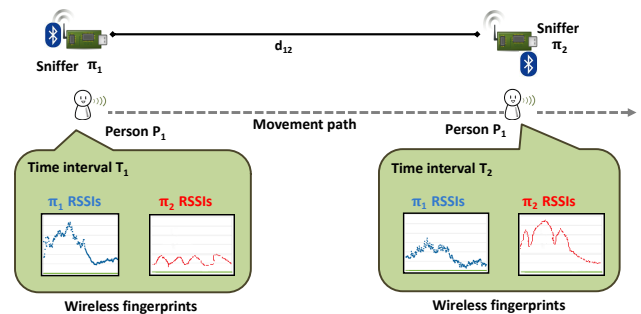 Sniffer π1
d12
Sniffer
π2
Person P1
Movement path
Person P1
Time interval T1
π1 RSSIs
π2 RSSIs
Wireless fingerprints
Time interval T2
π1 RSSIs
π2 RSSIs
Wireless fingerprints